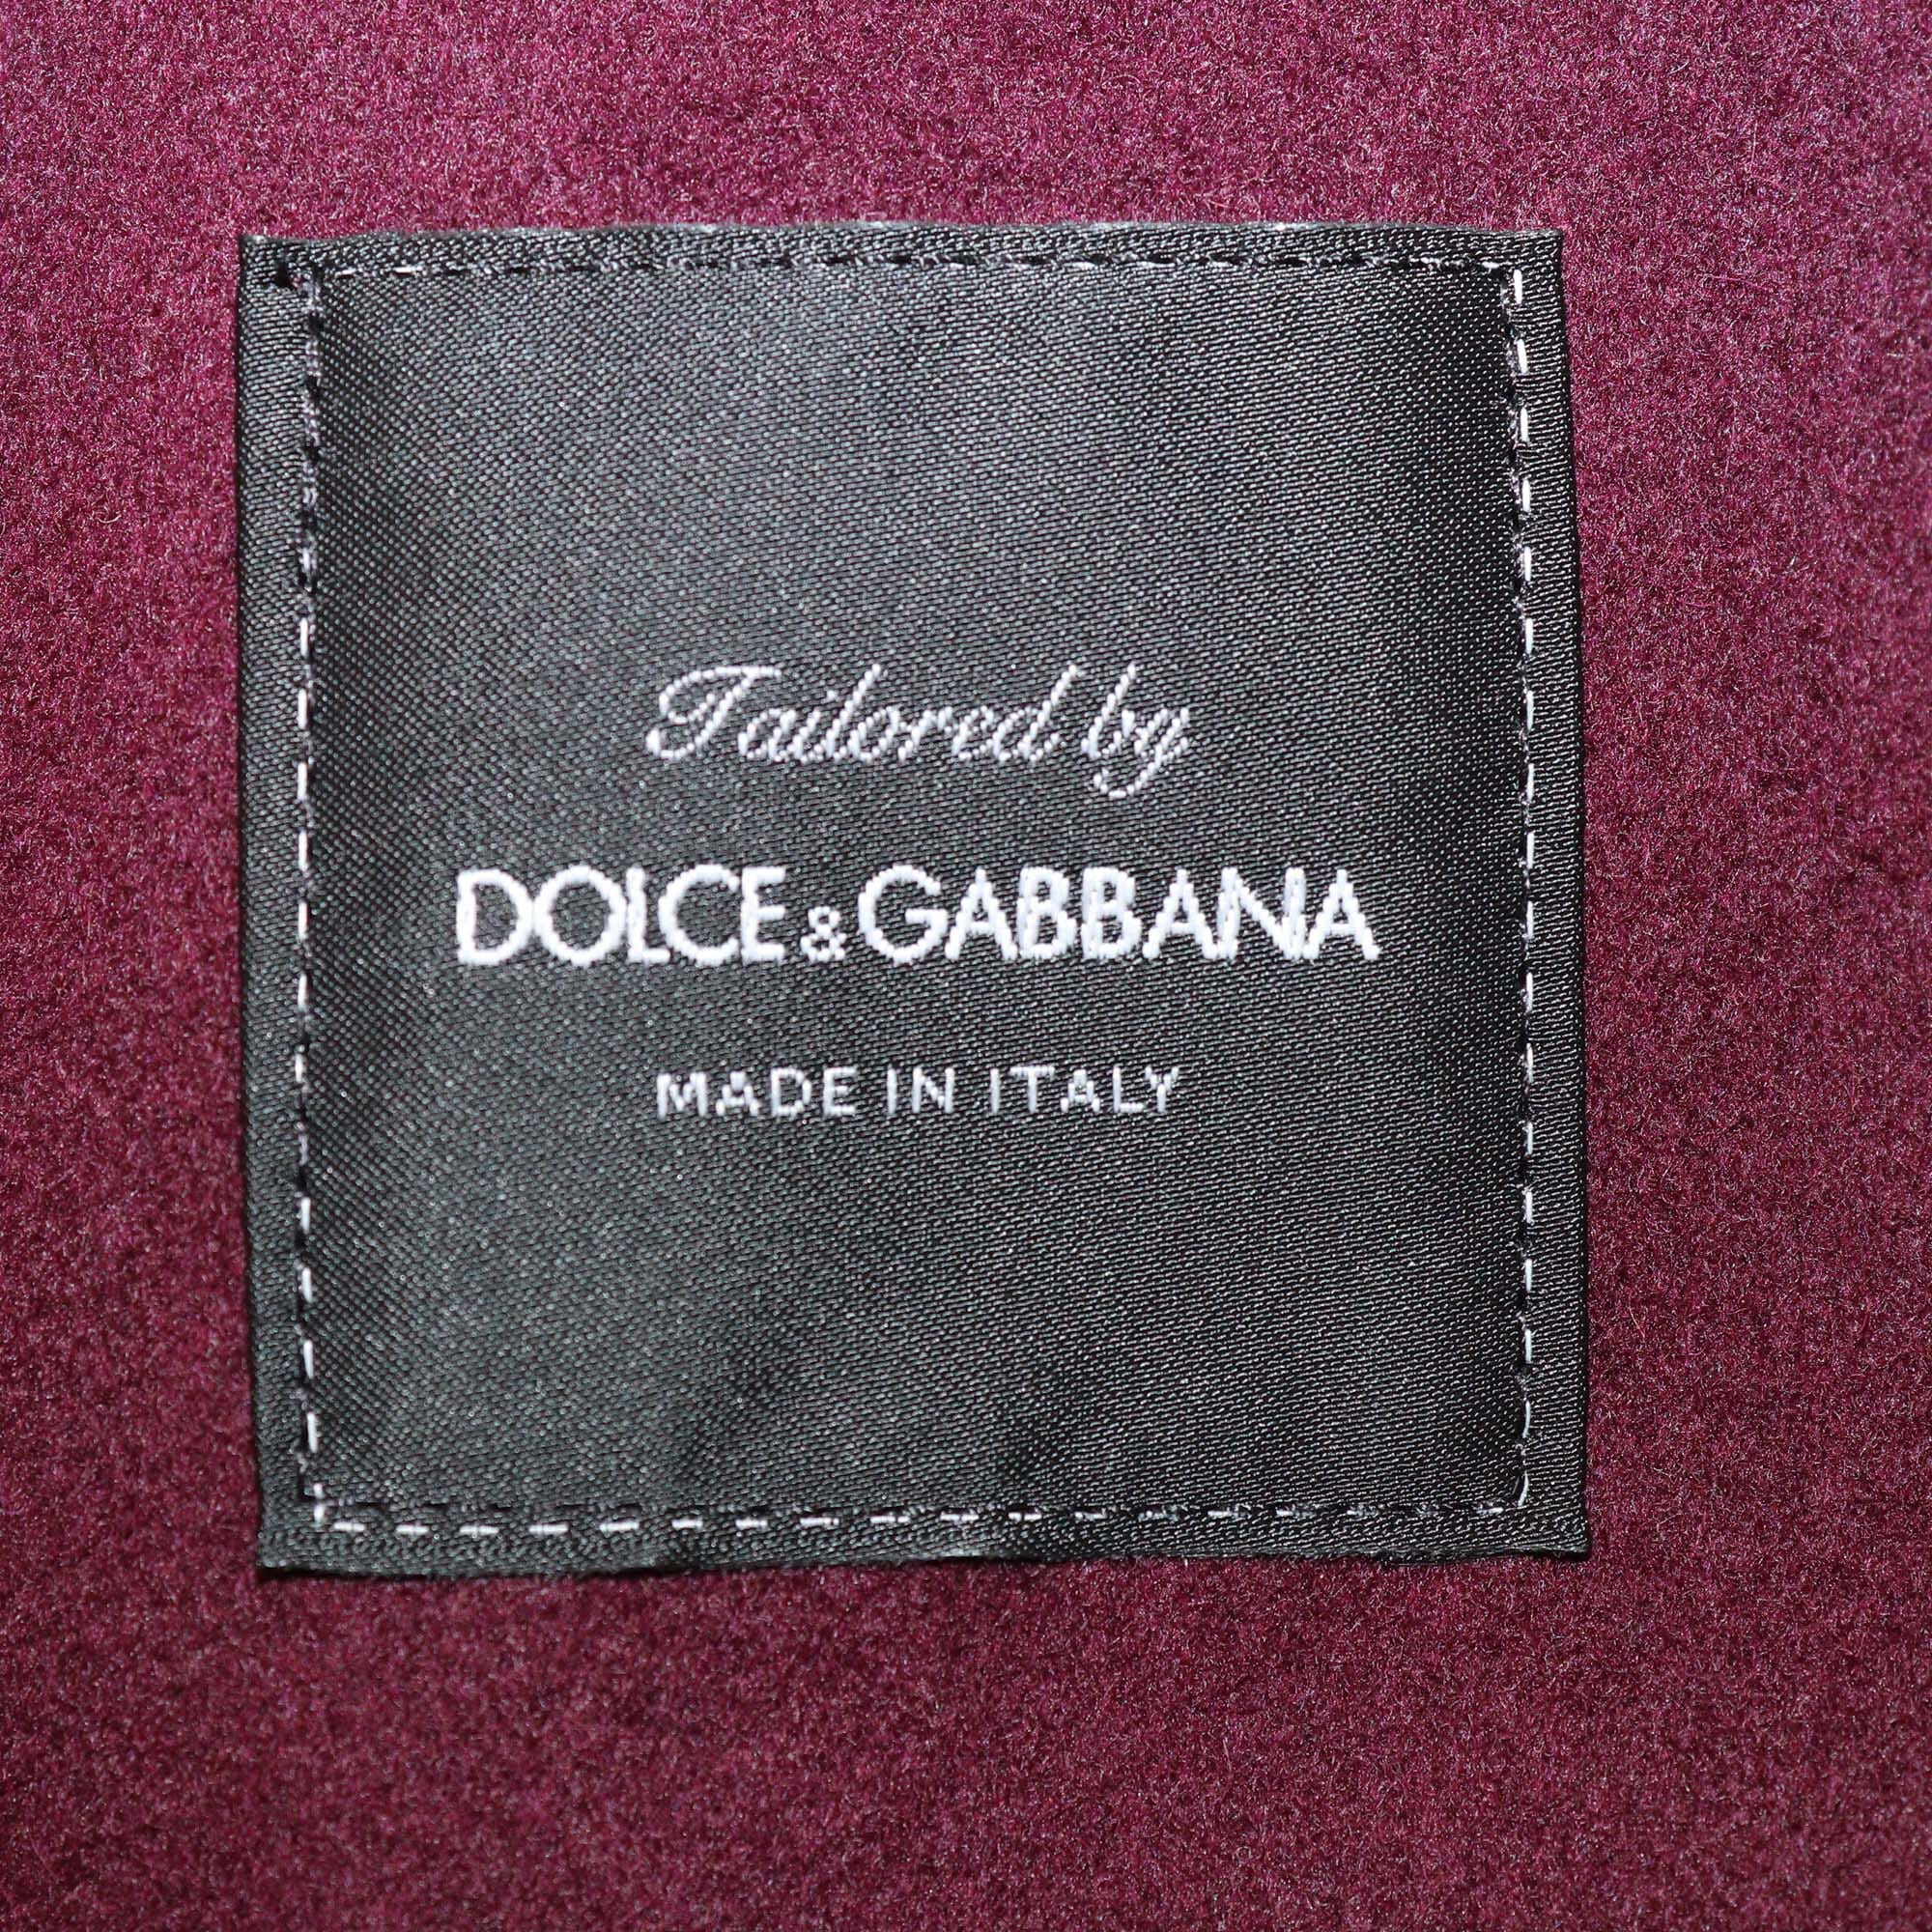 Tailored by
DOLCE & GABBANA
MADE IN ITALY